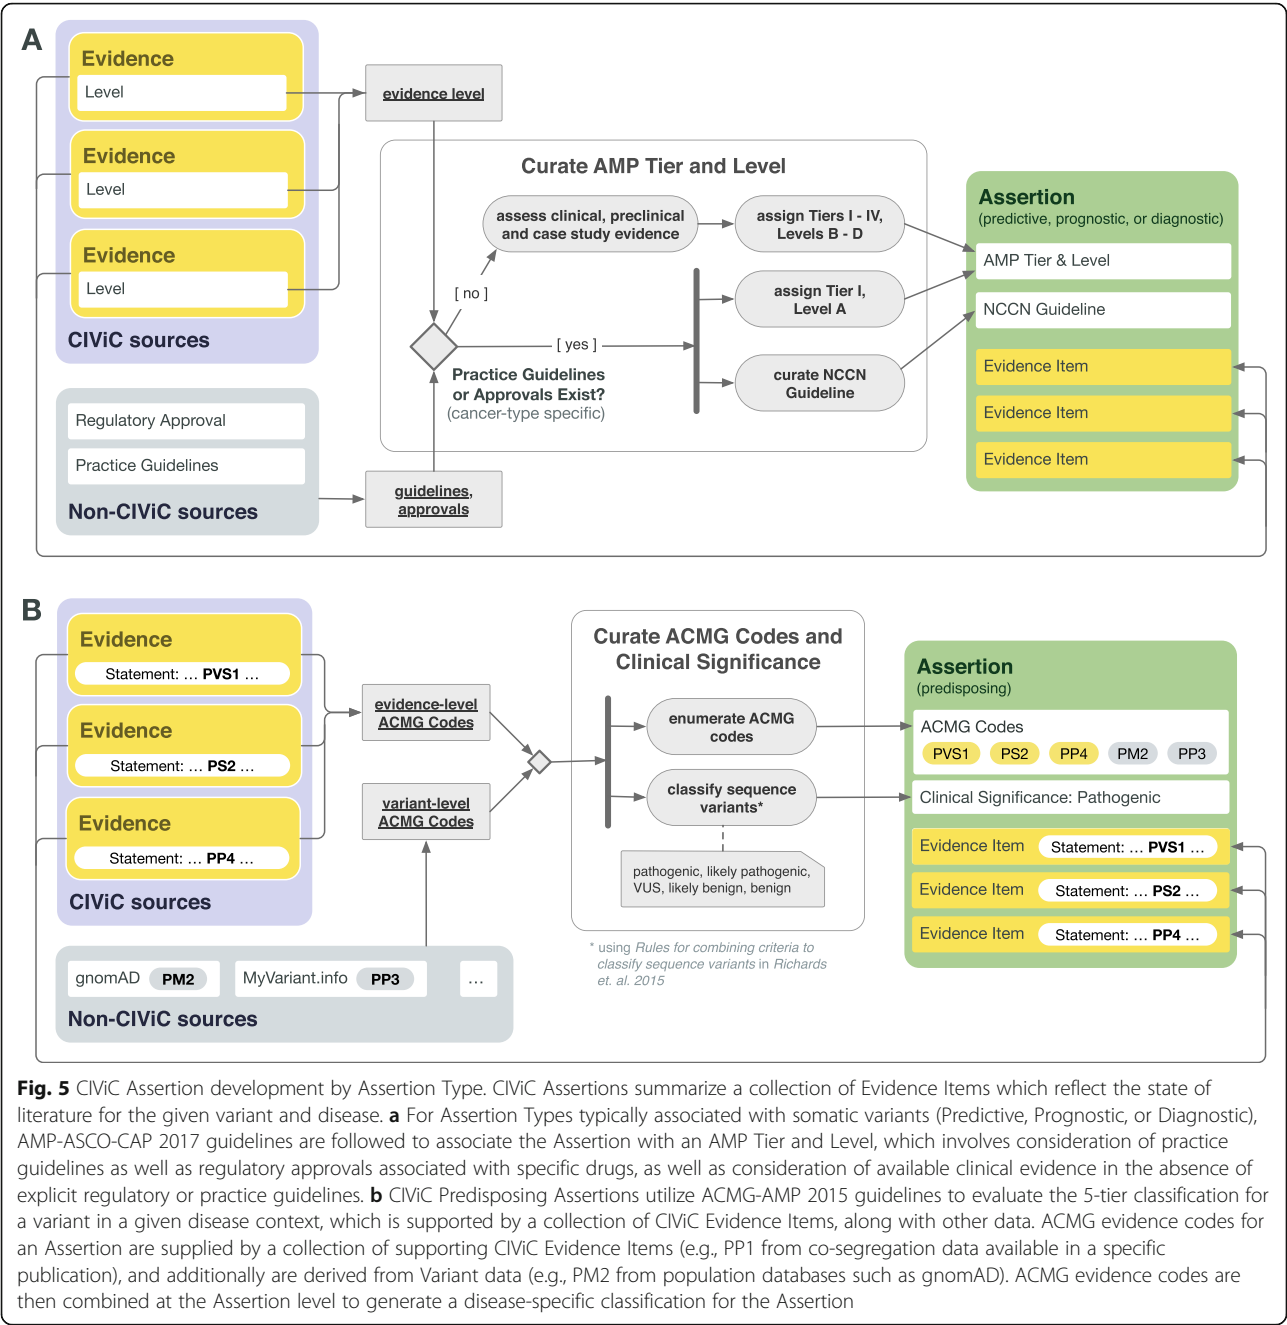 A
Evidence
Level
Evidence
Level
Evidence
Level
CIViC sources
Regulatory Approval
Practice Guidelines
Non-CIViC sources
evidence level
guidelines,
approvals
Curate AMP Tier and Level
assess clinical, preclinical
and case study evidence
assign Tiers I - IV,
Levels B - D
[ no ]
assign Tier I,
Level A
[ yes ]
Practice Guidelines
or Approvals Exist?
(cancer-type specific)
curate NCCN
Guideline
Assertion
(predictive, prognostic, or diagnostic)
AMP Tier & Level
NCCN Guideline
Evidence Item
Evidence Item
Evidence Item
B
Evidence
Statement: ... PVS1 ...
Evidence
Statement: ... PS2 ...
Evidence
Statement: ... PP4 ...
CIViC sources
gnomAD PM2 MyVariant.info PP3 ...
Non-CIViC sources
evidence-level
ACMG Codes
variant-level
ACMG Codes
Curate ACMG Codes and
Clinical Significance
enumerate ACMG
codes
classify sequence
variants*
pathogenic, likely pathogenic,
VUS, likely benign, benign
* using Rules for combining criteria to
classify sequence variants in Richards
et. al. 2015
Assertion
(predisposing)
ACMG Codes
PVS1 PS2 PP4 PM2 PP3
Clinical Significance: Pathogenic
Evidence Item Statement: ... PVS1 ...
Evidence Item Statement: ... PS2 ...
Evidence Item Statement: ... PP4 ...
Fig. 5 CIViC Assertion development by Assertion Type. CIViC Assertions summarize a collection of Evidence Items which reflect the state of
literature for the given variant and disease. a For Assertion Types typically associated with somatic variants (Predictive, Prognostic, or Diagnostic),
AMP-ASCO-CAP 2017 guidelines are followed to associate the Assertion with an AMP Tier and Level, which involves consideration of practice
guidelines as well as regulatory approvals associated with specific drugs, as well as consideration of available clinical evidence in the absence of
explicit regulatory or practice guidelines. b CIViC Predisposing Assertions utilize ACMG-AMP 2015 guidelines to evaluate the 5-tier classification for
a variant in a given disease context, which is supported by a collection of CIViC Evidence Items, along with other data. ACMG evidence codes for
an Assertion are supplied by a collection of supporting CIViC Evidence Items (e.g., PP1 from co-segregation data available in a specific
publication), and additionally are derived from Variant data (e.g., PM2 from population databases such as gnomAD). ACMG evidence codes are
then combined at the Assertion level to generate a disease-specific classification for the Assertion